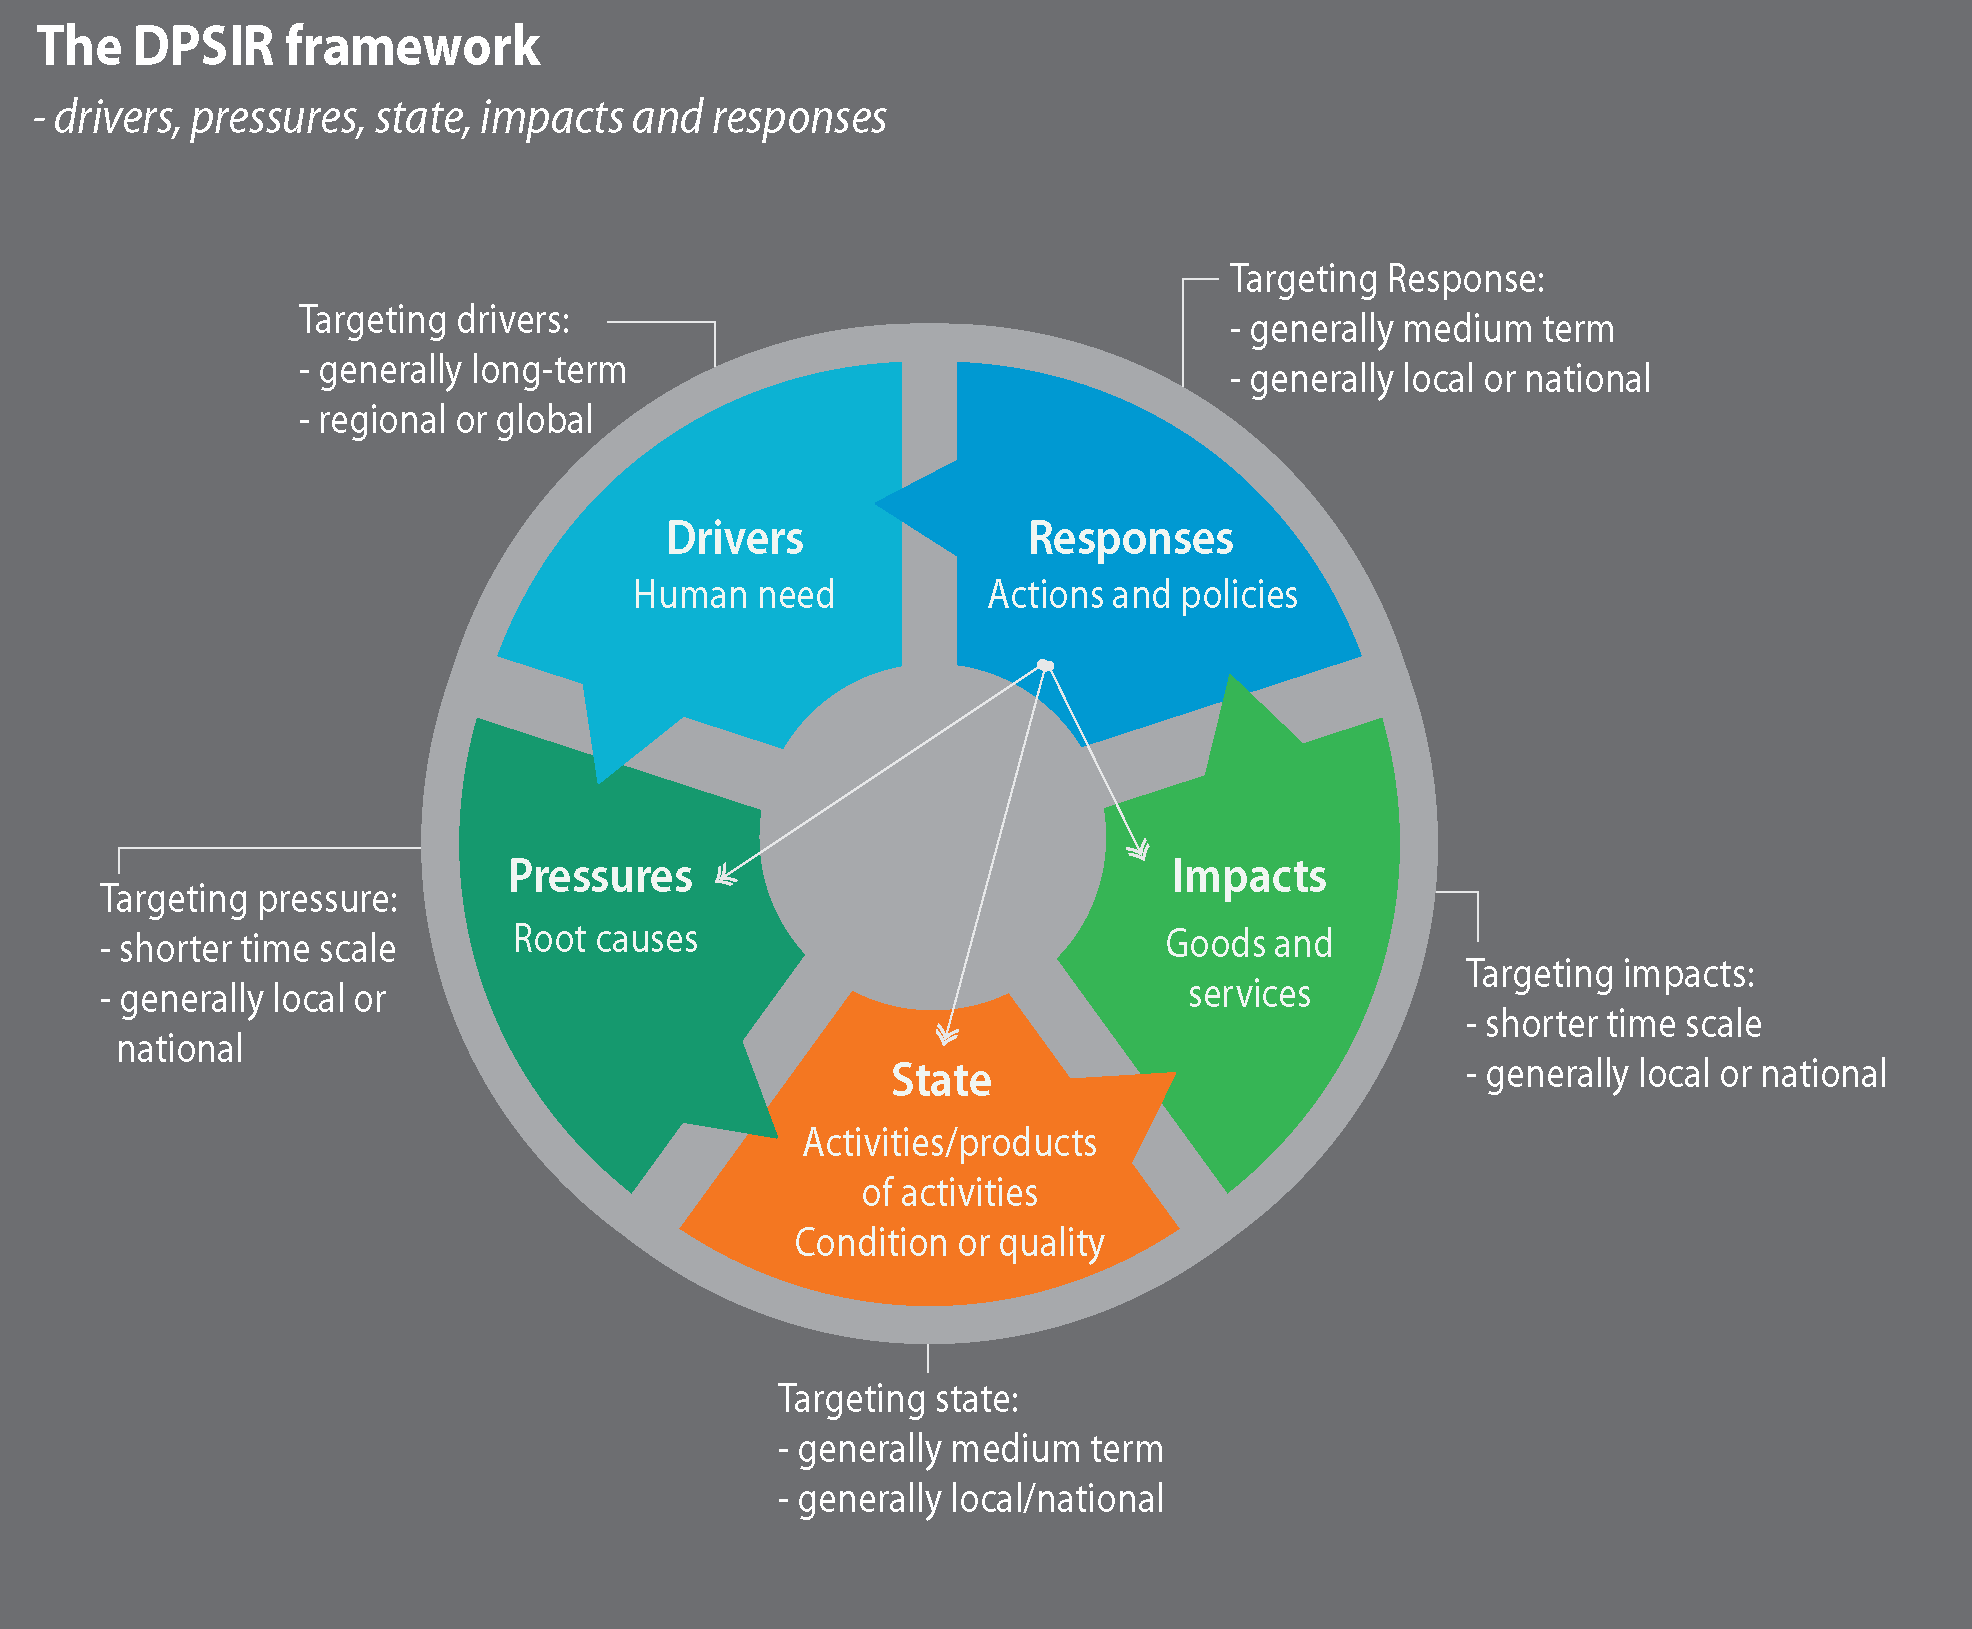 The DPSIR framework
- drivers, pressures, state, impacts and responses
Targeting drivers:
- generally long-term
- regional or global
Targeting Response:
- generally medium term
- generally local or national
Drivers
Human need
Responses
Actions and policies
Pressures
Root causes
Impacts
Goods and
services
State
Activities/products
of activities
Condition or quality
Targeting pressure:
- shorter time scale
- generally local or
national
Targeting impacts:
- shorter time scale
- generally local or national
Targeting state:
- generally medium term
- generally local/national